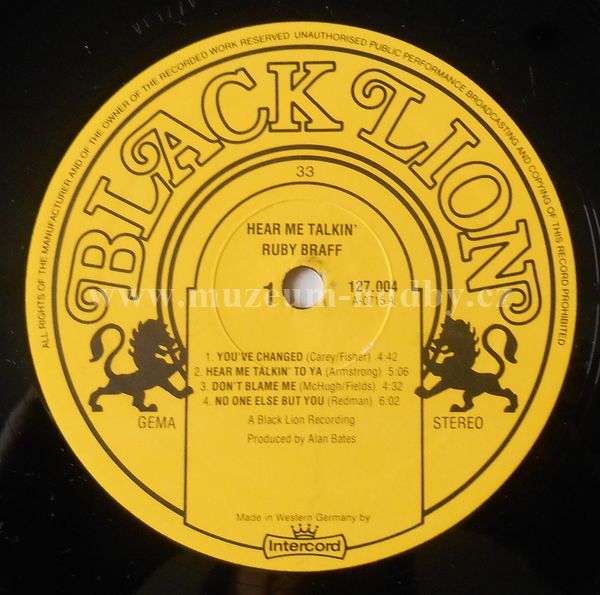 ALL RIGHTS OF THE MANUFACTURER AND OF THE OWNER OF THE RECORDED WORK RESERVED UNAUTHORISED PUBLIC PERFORMANCE BROADCASTING AND COPYING OF THIS RECORD PROHIBITED
BLACK LION
33
HEAR ME TALKIN'
RUBY BRAFF
1 127.004
A-0715-1
www.muzeum-hudby.cz
1. YOU'VE CHANGED (Carey/Fisher) 4:42
2. HEAR ME TALKIN' TO YA (Armstrong) 5:06
3. DON'T BLAME ME (McHugh/Fields) 4:32
4. NO ONE ELSE BUT YOU (Redman) 6:02
GEMA STEREO
A Black Lion Recording
Produced by Alan Bates
Made in Western Germany by
Intercord